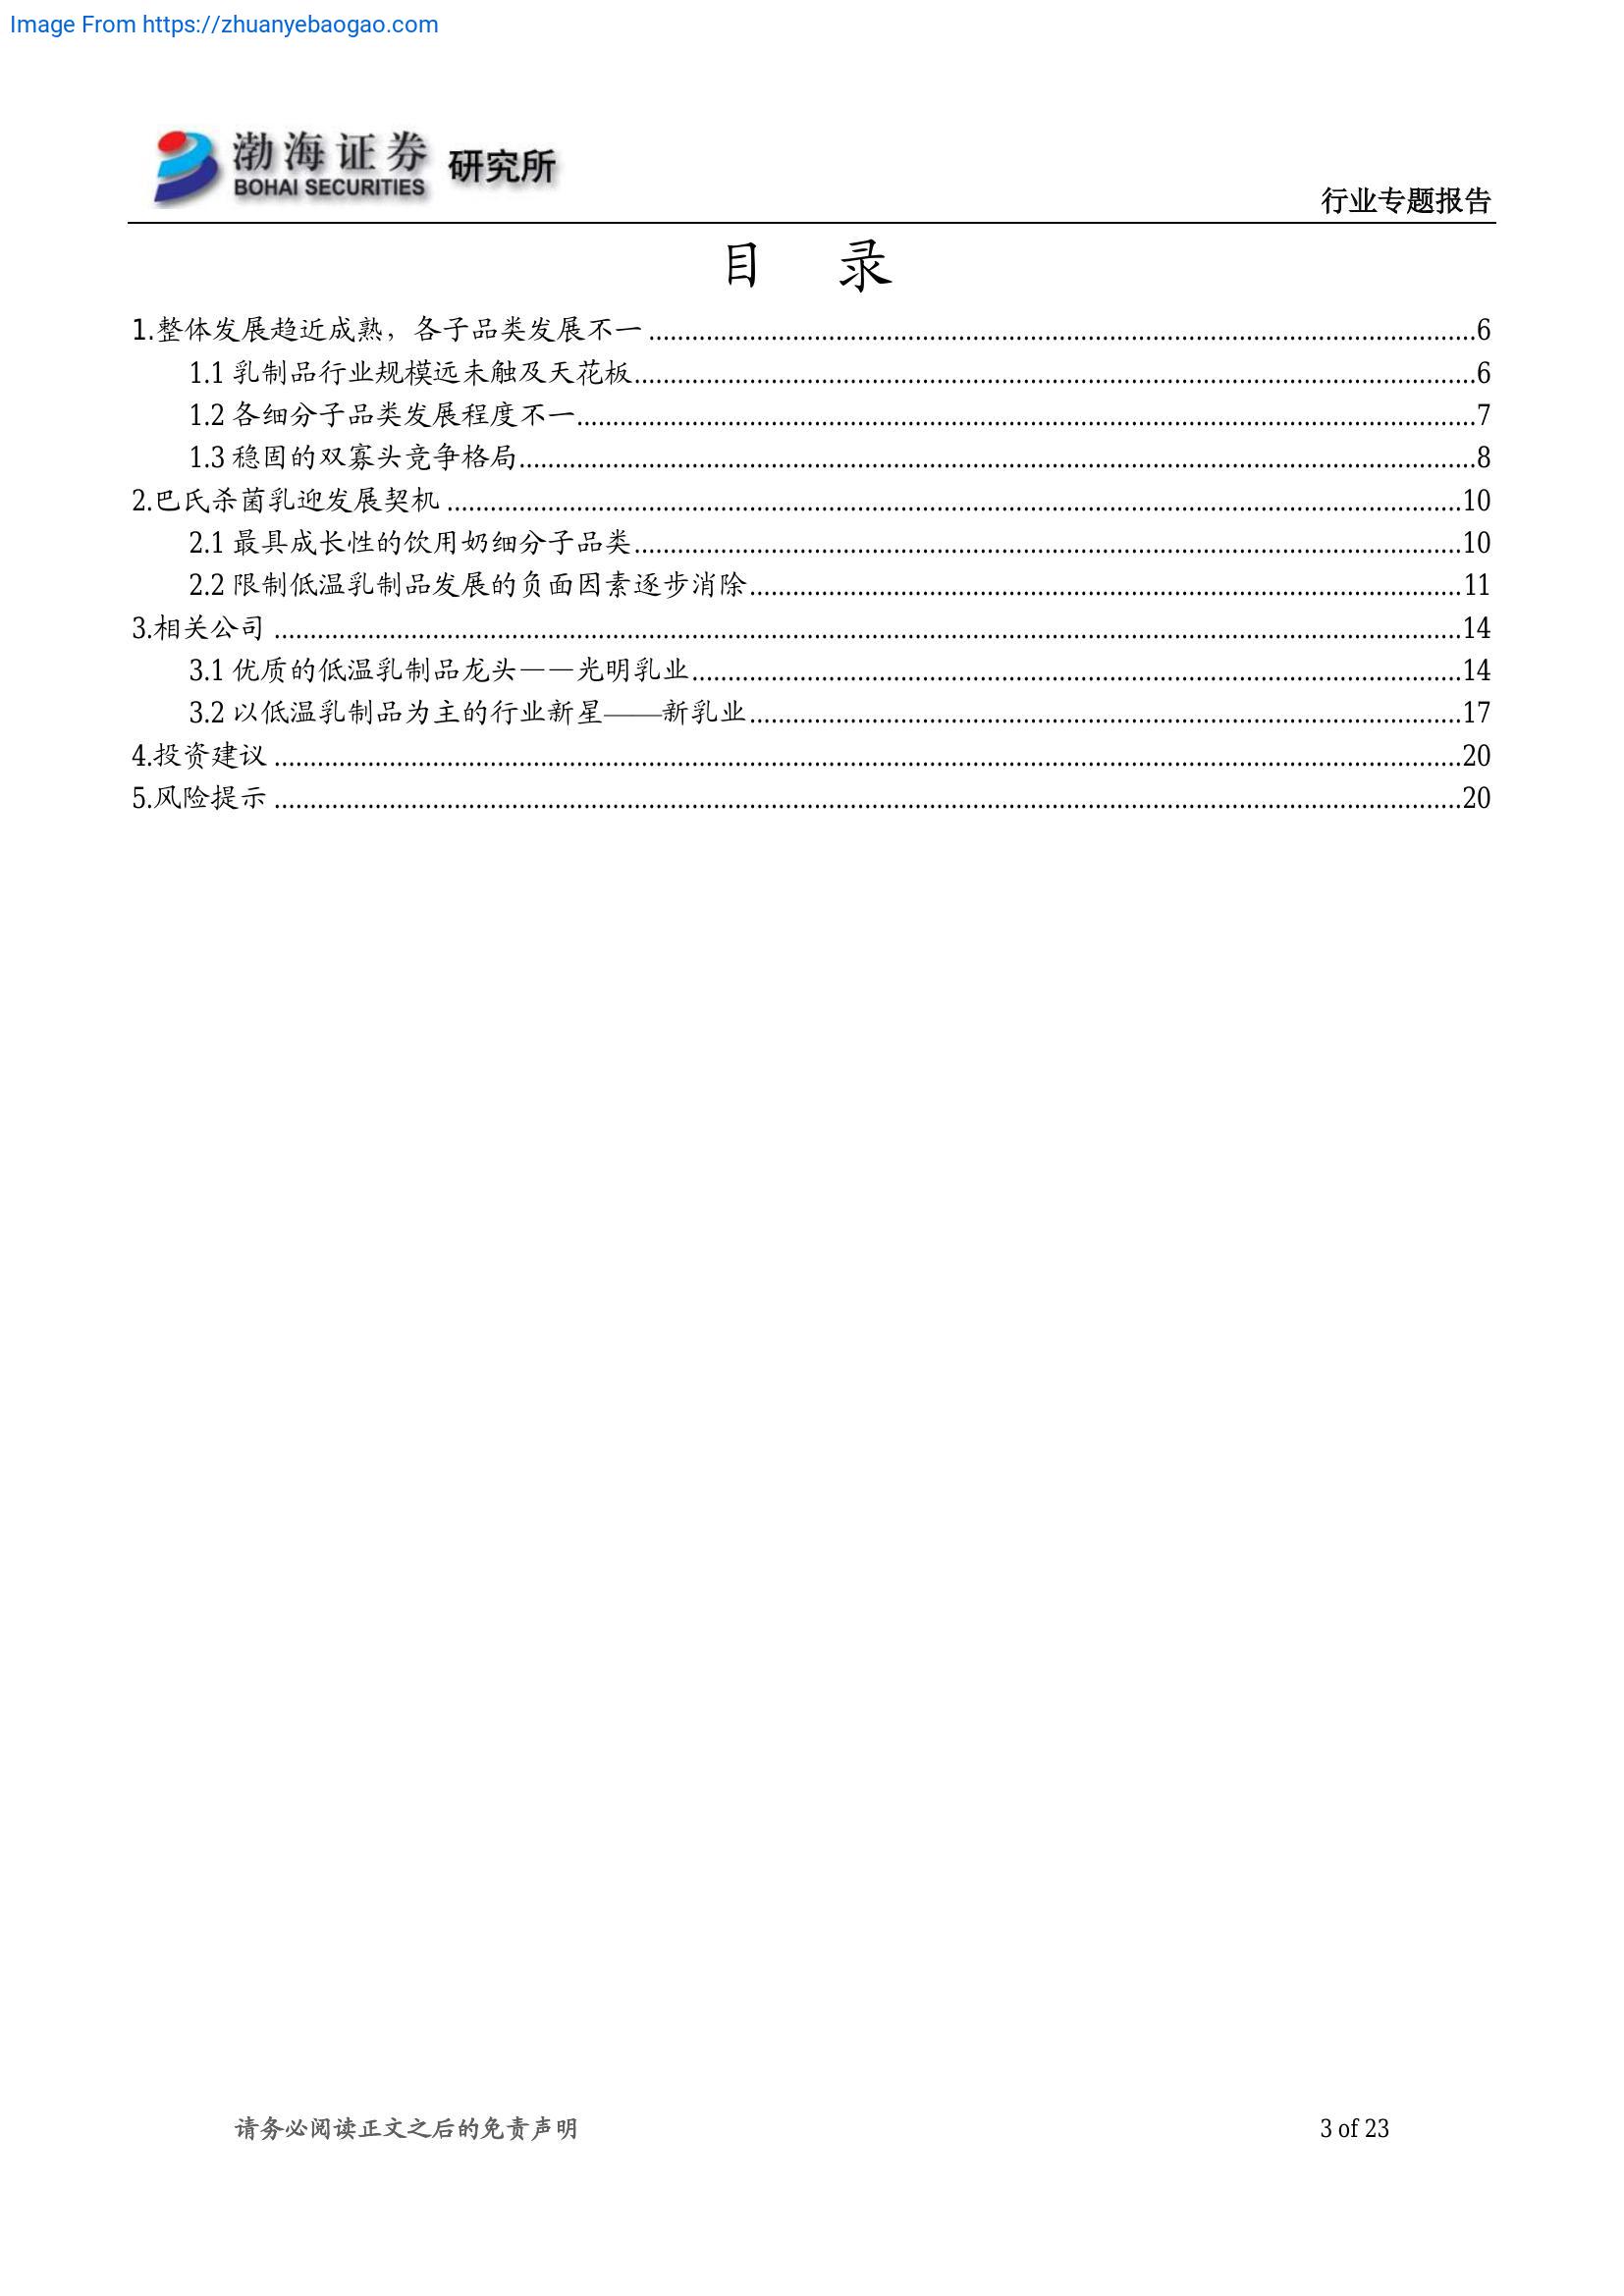 Image From https://zhuanyebaogao.com
渤海证券 研究所
BOHAI SECURITIES
行业专题报告
目 录
1.整体发展趋近成熟，各子品类发展不一........................................6
1.1 乳制品行业规模远未触及天花板........................................6
1.2 各细分子品类发展程度不一........................................7
1.3 稳固的双寡头竞争格局........................................8
2.巴氏杀菌乳迎发展契机........................................10
2.1 最具成长性的饮用奶细分子品类........................................10
2.2 限制低温乳制品发展的负面因素逐步消除........................................11
3.相关公司........................................14
3.1 优质的低温乳制品龙头——光明乳业........................................14
3.2 以低温乳制品为主的行业新星——新乳业........................................17
4.投资建议........................................20
5.风险提示........................................20
请务必阅读正文之后的免责声明 3 of 23